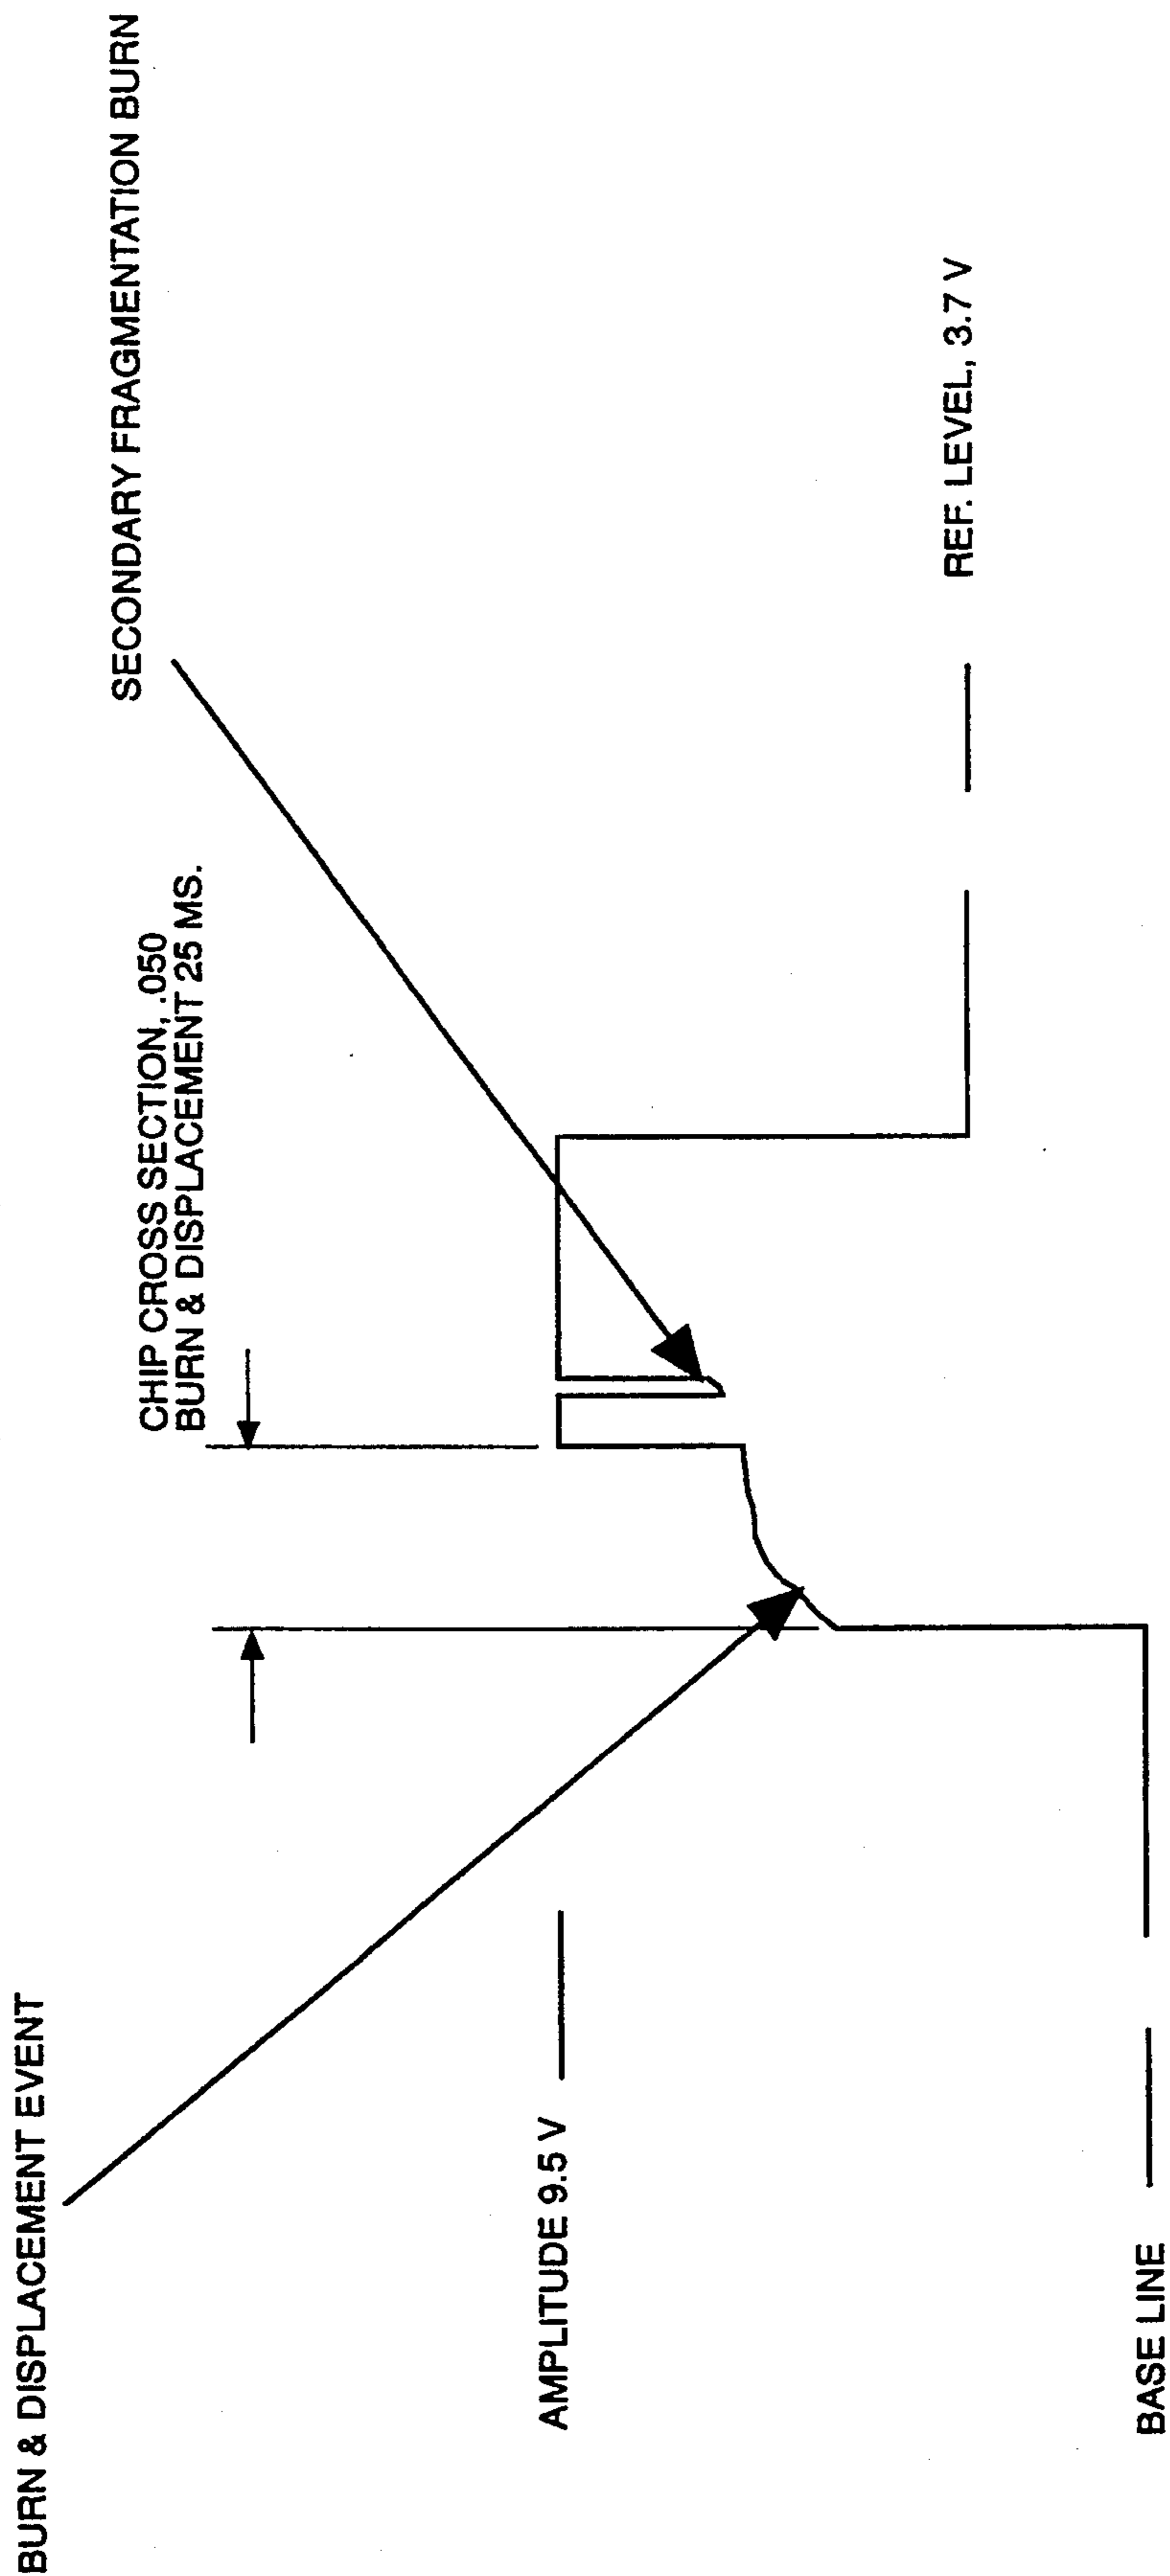 BURN & DISPLACEMENT EVENT
SECONDARY FRAGMENTATION BURN
CHIP CROSS SECTION, .050
BURN & DISPLACEMENT 25 MS.
AMPLITUDE 9.5 V
REF. LEVEL, 3.7 V
BASE LINE